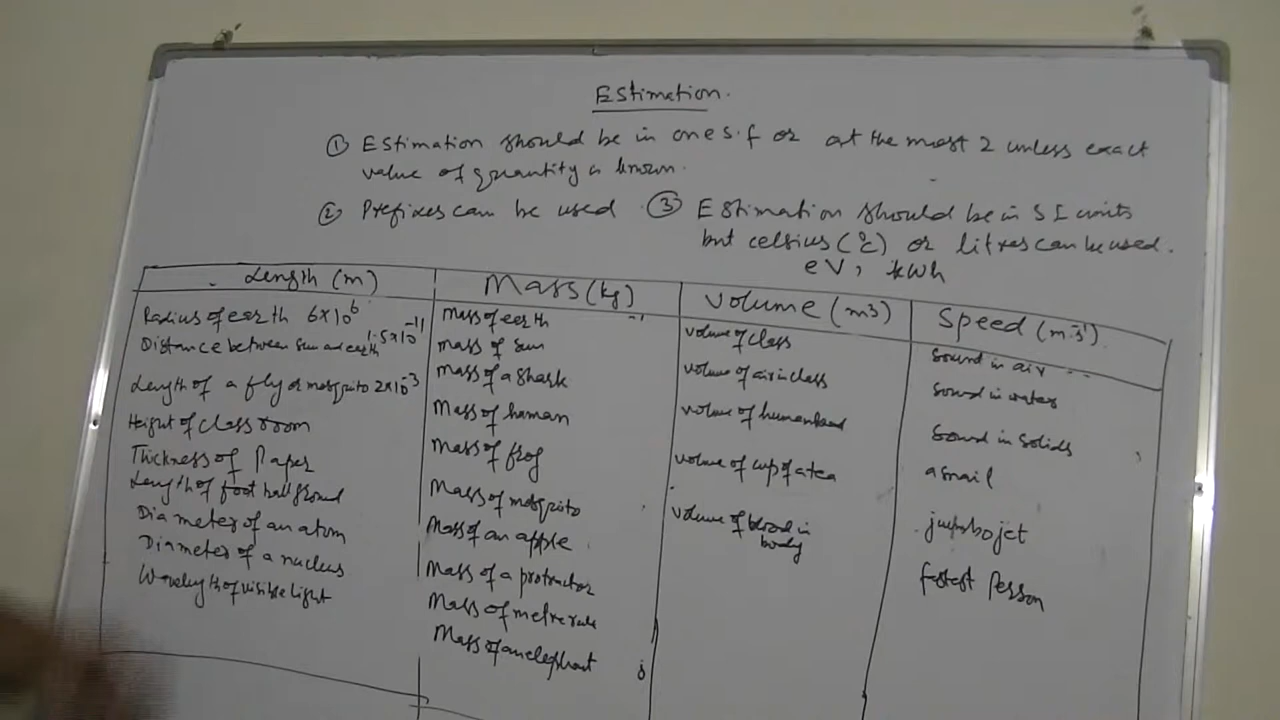 Estimation.
① Estimation should be in one s.f or at the most 2 unless exact
value of quantity is known.
② Prefixes can be used ③ Estimation should be in SI units
but celsius (°c) or litres can be used.
eV, kWh
Length (m)
Radius of earth 6×10⁶
Distance between sun and earth 1.5×10⁻¹¹
Length of a fly or mosquito 2×10⁻³
Height of class room
Thickness of Paper
Length of foot ball ground
Diameter of an atom
Diameter of a nucleus
Wavelength of visible light
Mass (kg)
Mass of earth
Mass of sun
Mass of a shark
Mass of human
Mass of frog
Mass of mosquito
Mass of an apple
Mass of a protractor
Mass of metre rule
Mass of an elephant
Volume (m³)
volume of class
volume of air in class
volume of human head
volume of cup of a tea
volume of blood in
body
Speed (m.s⁻¹)
Sound in air
Sound in water
Sound in solids
a snail
jumbo jet
fastest Person